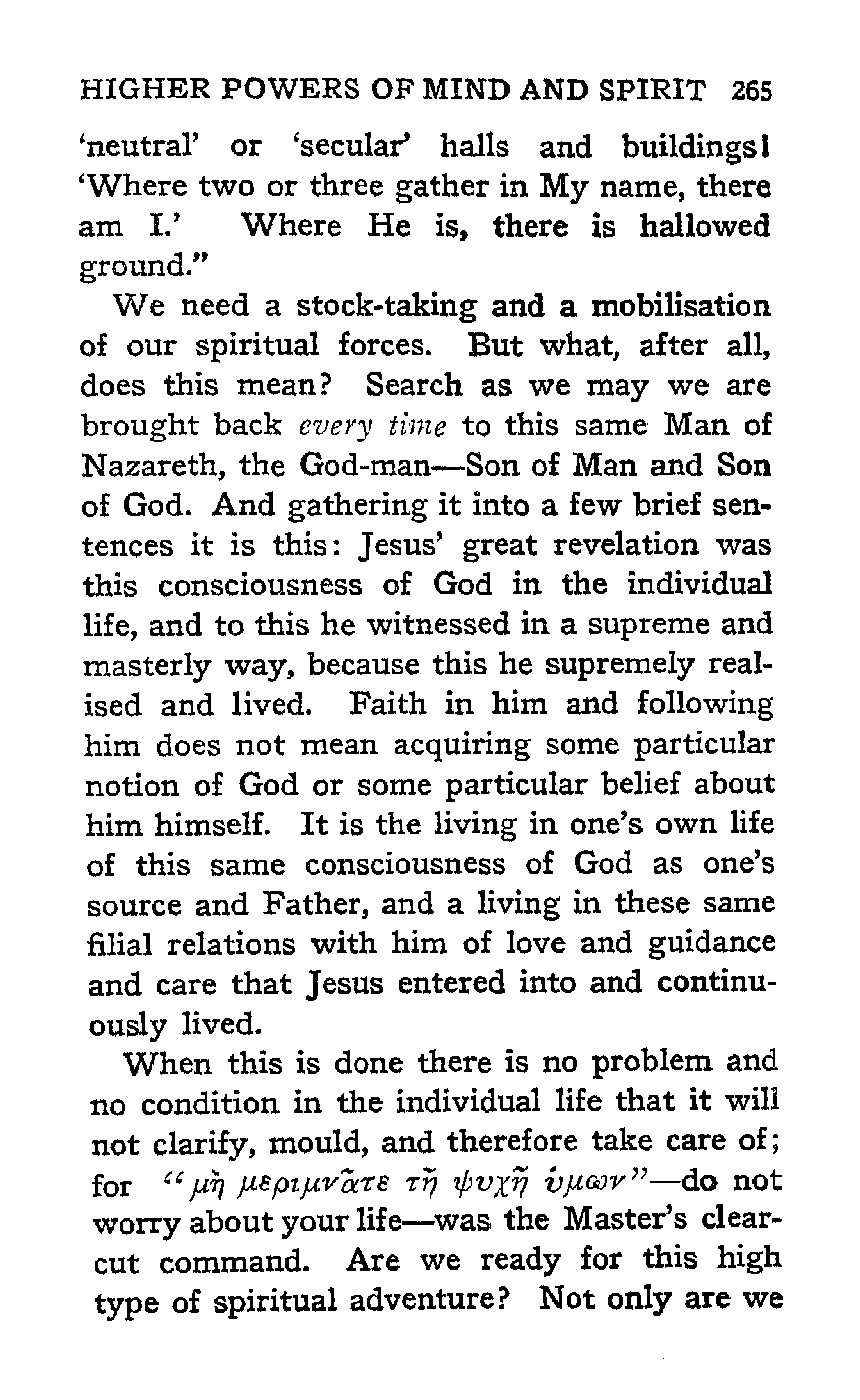 HIGHER POWERS OF MIND AND SPIRIT 265
‘neutral’ or ‘secular’ halls and buildings!
‘Where two or three gather in My name, there
am I.’ Where He is, there is hallowed
ground.”
We need a stock-taking and a mobilisation
of our spiritual forces. But what, after all,
does this mean? Search as we may we are
brought back every time to this same Man of
Nazareth, the God-man—Son of Man and Son
of God. And gathering it into a few brief sen-
tences it is this: Jesus’ great revelation was
this consciousness of God in the individual
life, and to this he witnessed in a supreme and
masterly way, because this he supremely real-
ised and lived. Faith in him and following
him does not mean acquiring some particular
notion of God or some particular belief about
him himself. It is the living in one’s own life
of this same consciousness of God as one’s
source and Father, and a living in these same
filial relations with him of love and guidance
and care that Jesus entered into and continu-
ously lived.
When this is done there is no problem and
no condition in the individual life that it will
not clarify, mould, and therefore take care of;
for “μὴ μεριμνᾶτε τῆ ψυχῆ ὑμων”—do not
worry about your life—was the Master’s clear-
cut command. Are we ready for this high
type of spiritual adventure? Not only are we